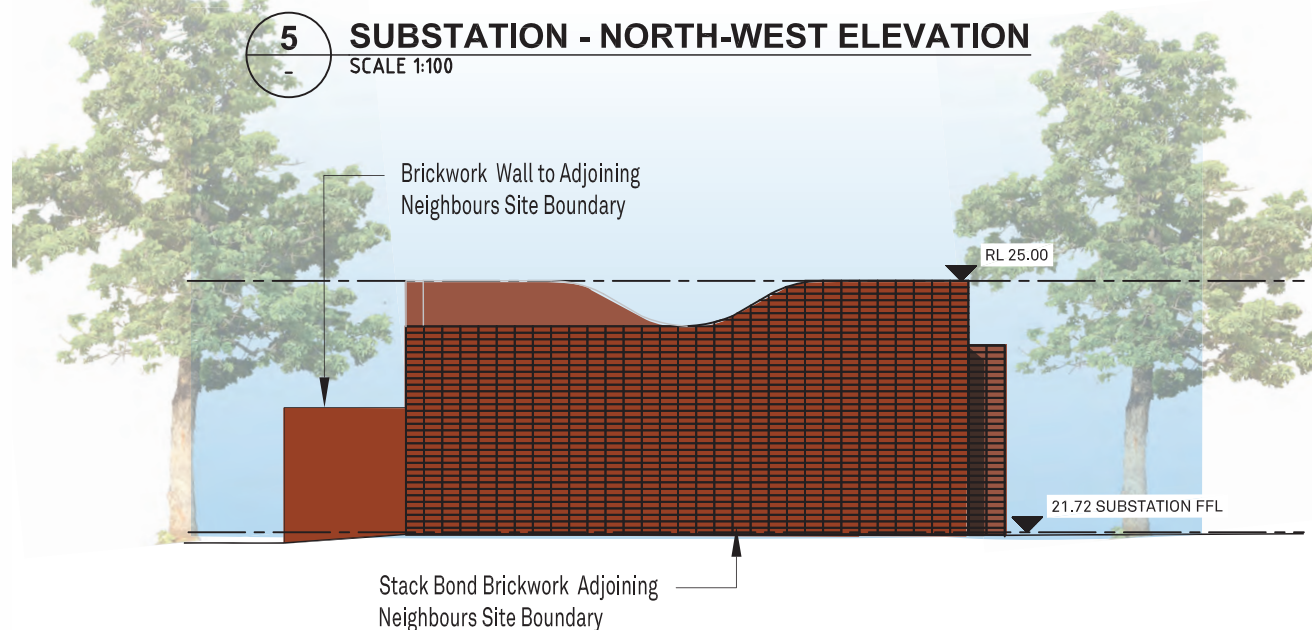 5
-
SUBSTATION - NORTH-WEST ELEVATION
SCALE 1:100
Brickwork Wall to Adjoining
Neighbours Site Boundary
RL 25.00
21.72 SUBSTATION FFL
Stack Bond Brickwork Adjoining
Neighbours Site Boundary